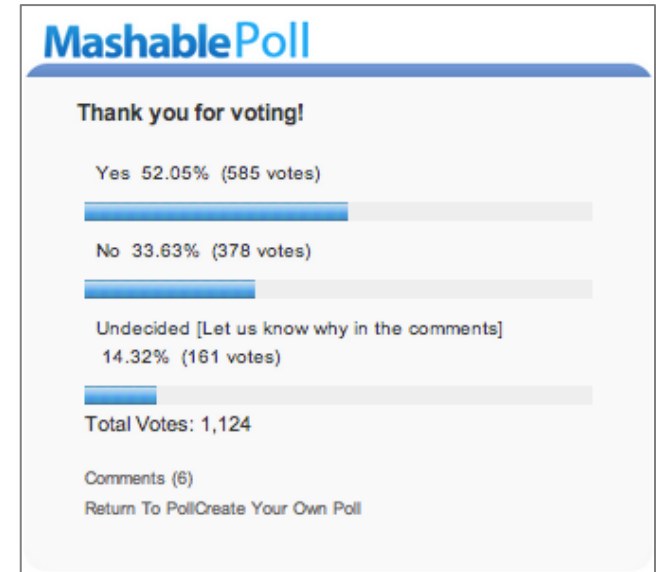 MashablePoll
Thank you for voting!
Yes 52.05% (585 votes)
No 33.63% (378 votes)
Undecided [Let us know why in the comments]
14.32% (161 votes)
Total Votes: 1,124
Comments (6)
Return To PollCreate Your Own Poll